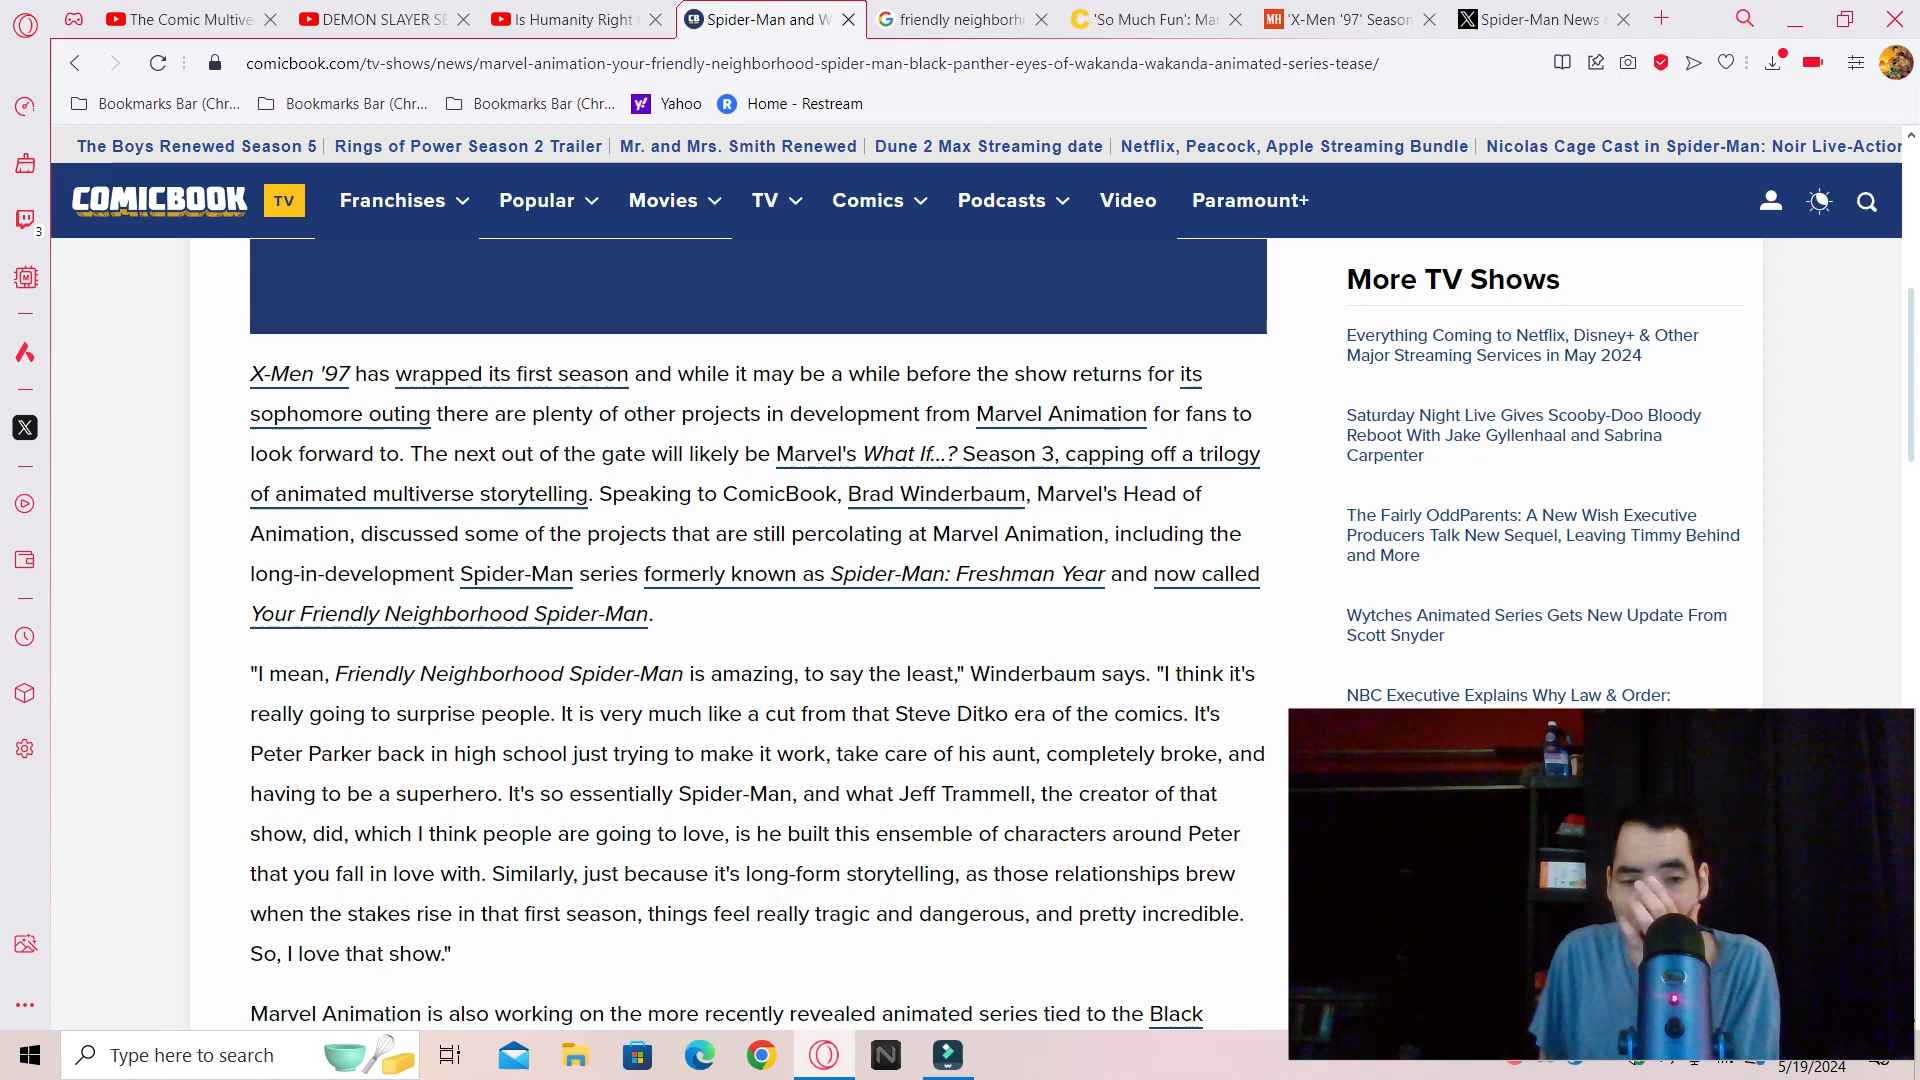 The Comic Multive
DEMON SLAYER SE
Is Humanity Right
Spider-Man and W
friendly neighborh
'So Much Fun': Mar
'X-Men '97' Season
Spider-Man News
comicbook.com/tv-shows/news/marvel-animation-your-friendly-neighborhood-spider-man-black-panther-eyes-of-wakanda-wakanda-animated-series-tease/
Bookmarks Bar (Chr...
Bookmarks Bar (Chr...
Bookmarks Bar (Chr...
Yahoo
Home - Restream
The Boys Renewed Season 5
Rings of Power Season 2 Trailer
Mr. and Mrs. Smith Renewed
Dune 2 Max Streaming date
Netflix, Peacock, Apple Streaming Bundle
Nicolas Cage Cast in Spider-Man: Noir Live-Action
COMICBOOK TV
Franchises
Popular
Movies
TV
Comics
Podcasts
Video
Paramount+
3
X-Men '97 has wrapped its first season and while it may be a while before the show returns for its
sophomore outing there are plenty of other projects in development from Marvel Animation for fans to
look forward to. The next out of the gate will likely be Marvel's What If...? Season 3, capping off a trilogy
of animated multiverse storytelling. Speaking to ComicBook, Brad Winderbaum, Marvel's Head of
Animation, discussed some of the projects that are still percolating at Marvel Animation, including the
long-in-development Spider-Man series formerly known as Spider-Man: Freshman Year and now called
Your Friendly Neighborhood Spider-Man.
"I mean, Friendly Neighborhood Spider-Man is amazing, to say the least," Winderbaum says. "I think it's
really going to surprise people. It is very much like a cut from that Steve Ditko era of the comics. It's
Peter Parker back in high school just trying to make it work, take care of his aunt, completely broke, and
having to be a superhero. It's so essentially Spider-Man, and what Jeff Trammell, the creator of that
show, did, which I think people are going to love, is he built this ensemble of characters around Peter
that you fall in love with. Similarly, just because it's long-form storytelling, as those relationships brew
when the stakes rise in that first season, things feel really tragic and dangerous, and pretty incredible.
So, I love that show."
Marvel Animation is also working on the more recently revealed animated series tied to the Black
More TV Shows
Everything Coming to Netflix, Disney+ & Other
Major Streaming Services in May 2024
Saturday Night Live Gives Scooby-Doo Bloody
Reboot With Jake Gyllenhaal and Sabrina
Carpenter
The Fairly OddParents: A New Wish Executive
Producers Talk New Sequel, Leaving Timmy Behind
and More
Wytches Animated Series Gets New Update From
Scott Snyder
NBC Executive Explains Why Law & Order:
Type here to search
5/19/2024